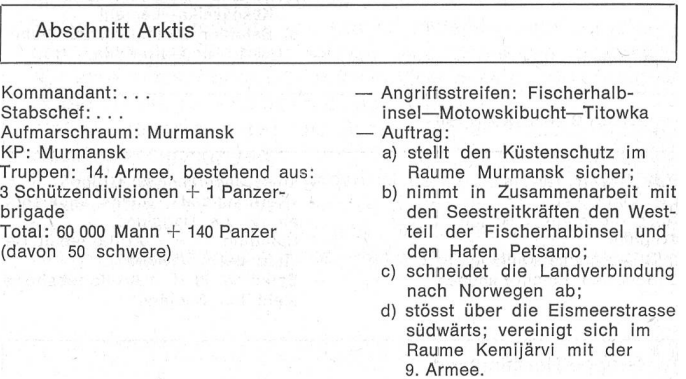 Abschnitt Arktis
Kommandant: . . .
Stabschef: . . .
Aufmarschraum: Murmansk
KP: Murmansk
Truppen: 14. Armee, bestehend aus:
3 Schützendivisionen + 1 Panzer-
brigade
Total: 60 000 Mann + 140 Panzer
(davon 50 schwere)
— Angriffsstreifen: Fischerhalb-
insel—Motowskibucht—Titowka
— Auftrag:
a) stellt den Küstenschutz im
Raume Murmansk sicher;
b) nimmt in Zusammenarbeit mit
den Seestreitkräften den West-
teil der Fischerhalbinsel und
den Hafen Petsamo;
c) schneidet die Landverbindung
nach Norwegen ab;
d) stösst über die Eismeerstrasse
südwärts; vereinigt sich im
Raume Kemijärvi mit der
9. Armee.